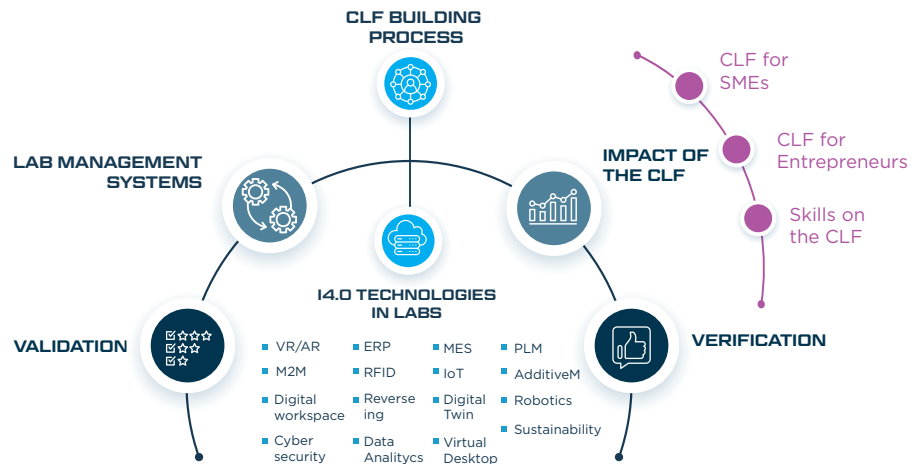 CLF BUILDING
PROCESS
LAB MANAGEMENT
SYSTEMS
IMPACT OF
THE CLF
CLF for
SMEs
CLF for
Entrepreneurs
Skills on
the CLF
I4.0 TECHNOLOGIES
IN LABS
VALIDATION
VERIFICATION
VR/AR
M2M
Digital
workspace
Cyber
security
ERP
RFID
Reverse
ing
Data
Analitycs
MES
IoT
Digital
Twin
Virtual
Desktop
PLM
AdditiveM
Robotics
Sustainability